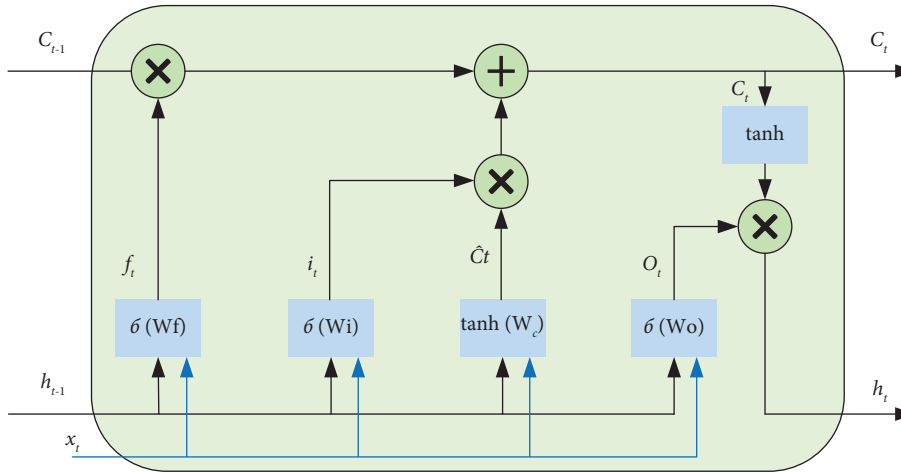 C_{t-1}
C_t
C_t
tanh
f_t
i_t
Ĉt
O_t
б (Wf)
б (Wi)
tanh (W_c)
б (Wo)
h_{t-1}
h_t
x_t